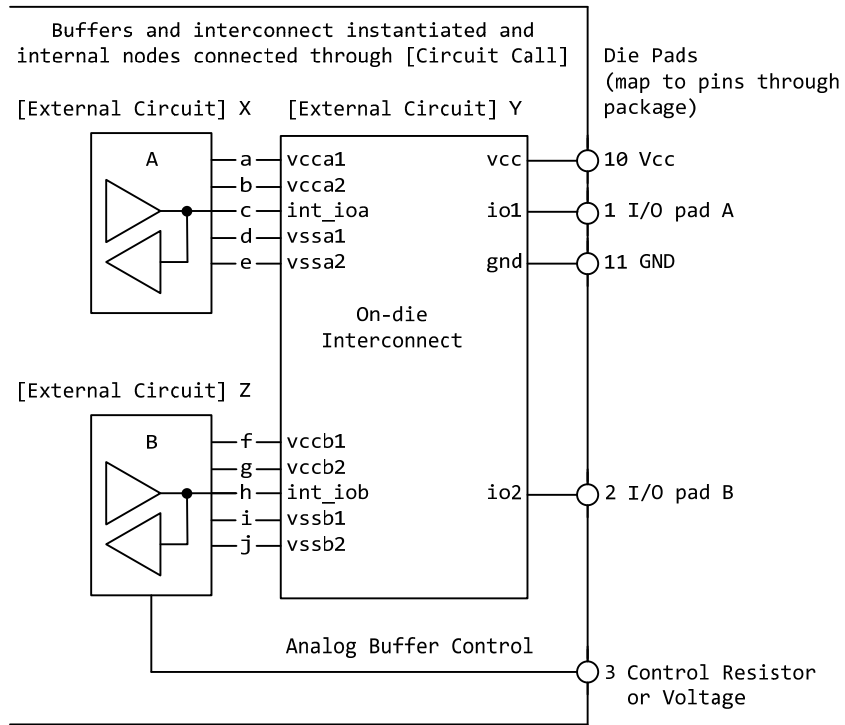 Buffers and interconnect instantiated and
internal nodes connected through [Circuit Call]
Die Pads
(map to pins through
package)
[External Circuit] X
[External Circuit] Y
A
a
b
c
d
e
vcca1
vcca2
int_ioa
vssa1
vssa2
vcc
io1
gnd
10 Vcc
1 I/O pad A
11 GND
On-die
Interconnect
[External Circuit] Z
B
f
g
h
i
j
vccb1
vccb2
int_iob
vssb1
vssb2
io2
2 I/O pad B
Analog Buffer Control
3 Control Resistor
or Voltage